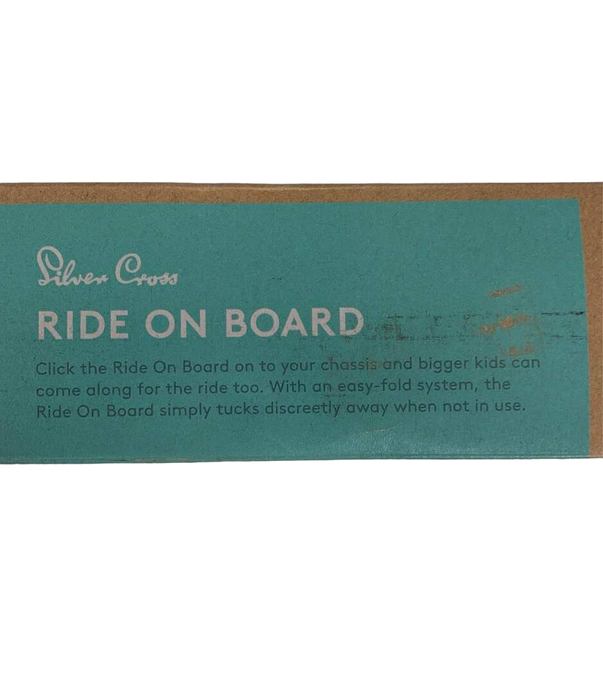 Silver Cross
RIDE ON BOARD
Click the Ride On Board on to your chassis and bigger kids can
come along for the ride too. With an easy-fold system, the
Ride On Board simply tucks discreetly away when not in use.